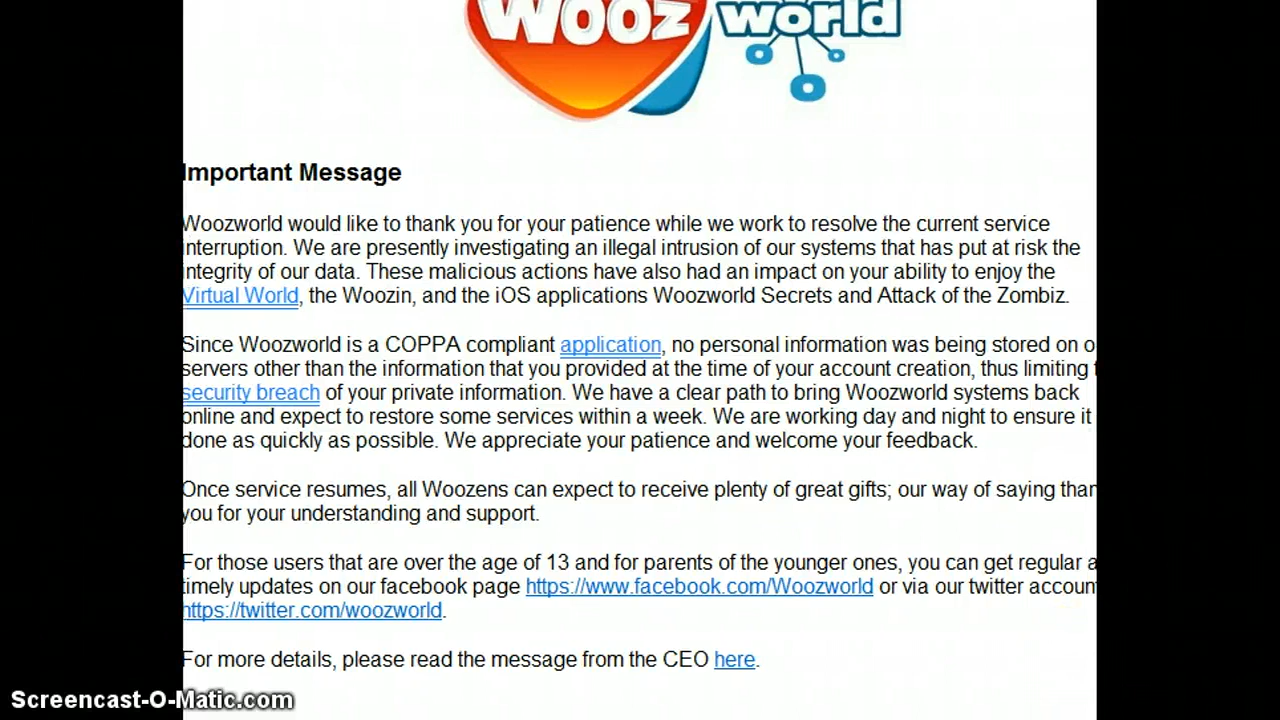 Wooz world
Important Message
Woozworld would like to thank you for your patience while we work to resolve the current service
interruption. We are presently investigating an illegal intrusion of our systems that has put at risk the
integrity of our data. These malicious actions have also had an impact on your ability to enjoy the
Virtual World, the Woozin, and the iOS applications Woozworld Secrets and Attack of the Zombiz.
Since Woozworld is a COPPA compliant application, no personal information was being stored on
servers other than the information that you provided at the time of your account creation, thus limiting
security breach of your private information. We have a clear path to bring Woozworld systems back
online and expect to restore some services within a week. We are working day and night to ensure it
done as quickly as possible. We appreciate your patience and welcome your feedback.
Once service resumes, all Woozens can expect to receive plenty of great gifts; our way of saying
you for your understanding and support.
For those users that are over the age of 13 and for parents of the younger ones, you can get regular
timely updates on our facebook page https://www.facebook.com/Woozworld or via our twitter account
https://twitter.com/woozworld.
For more details, please read the message from the CEO here.
Screencast-O-Matic.com